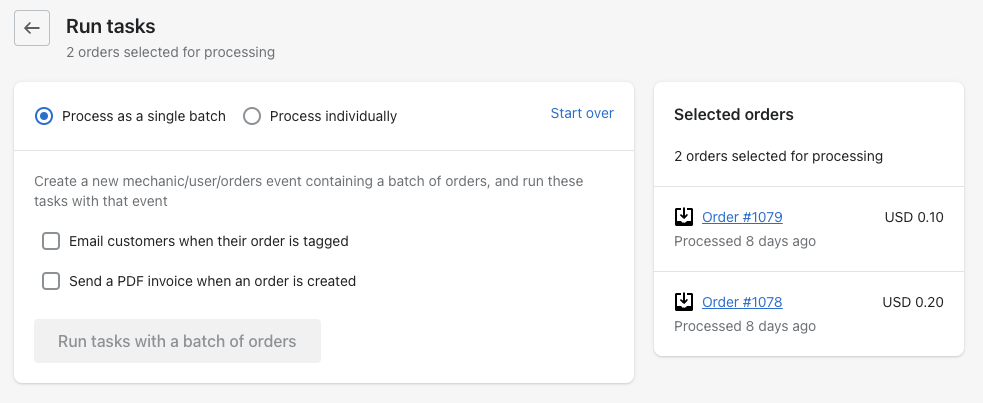 Run tasks
2 orders selected for processing
Process as a single batch
Process individually
Start over
Create a new mechanic/user/orders event containing a batch of orders, and run these
tasks with that event
Email customers when their order is tagged
Send a PDF invoice when an order is created
Run tasks with a batch of orders
Selected orders
2 orders selected for processing
Order #1079 USD 0.10
Processed 8 days ago
Order #1078 USD 0.20
Processed 8 days ago